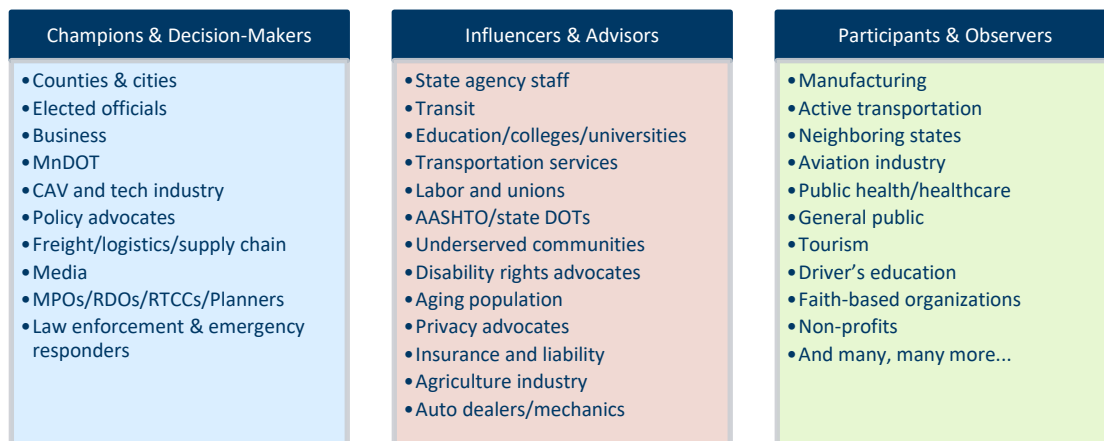 Champions & Decision-Makers
•Counties & cities
•Elected officials
•Business
•MnDOT
•CAV and tech industry
•Policy advocates
•Freight/logistics/supply chain
•Media
•MPOs/RDOs/RTCCs/Planners
•Law enforcement & emergency
responders
Influencers & Advisors
•State agency staff
•Transit
•Education/colleges/universities
•Transportation services
•Labor and unions
•AASHTO/state DOTs
•Underserved communities
•Disability rights advocates
•Aging population
•Privacy advocates
•Insurance and liability
•Agriculture industry
•Auto dealers/mechanics
Participants & Observers
•Manufacturing
•Active transportation
•Neighboring states
•Aviation industry
•Public health/healthcare
•General public
•Tourism
•Driver’s education
•Faith-based organizations
•Non-profits
•And many, many more...